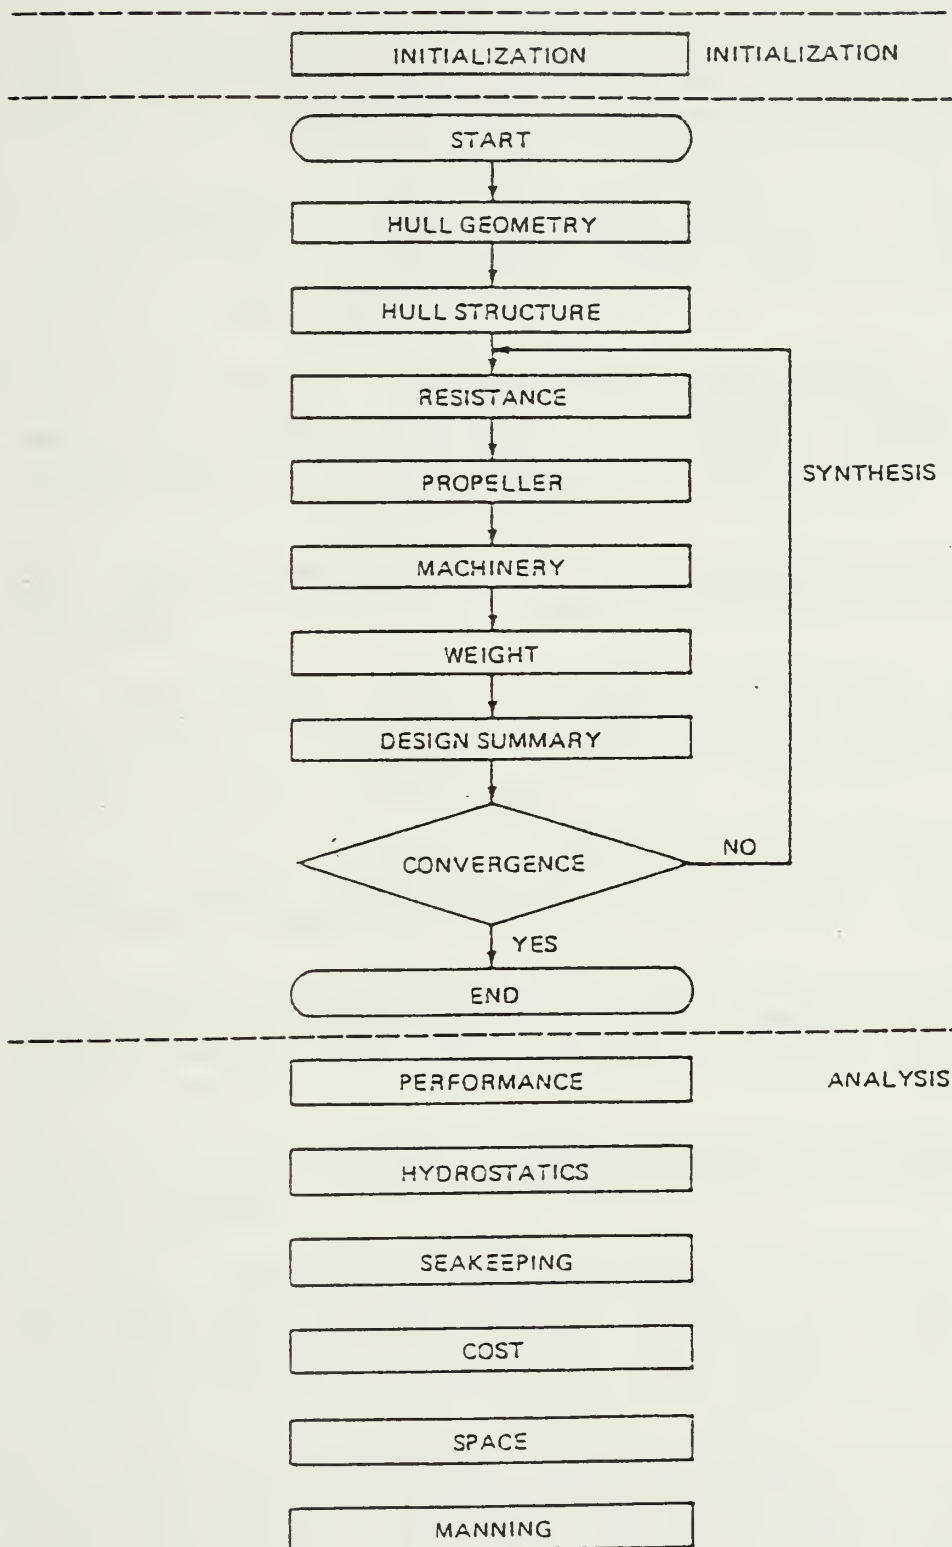 INITIALIZATION INITIALIZATION
START
HULL GEOMETRY
HULL STRUCTURE
RESISTANCE
PROPELLER
SYNTHESIS
MACHINERY
WEIGHT
DESIGN SUMMARY
CONVERGENCE
NO
YES
END
PERFORMANCE ANALYSIS
HYDROSTATICS
SEAKEEPING
COST
SPACE
MANNING